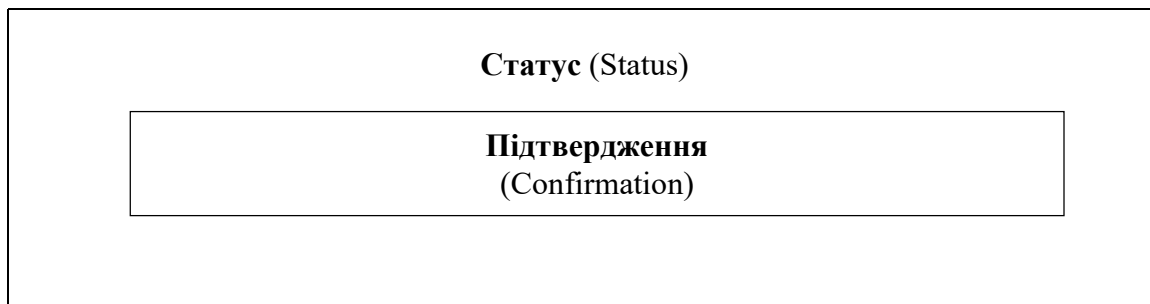 Статус (Status)
Підтвердження
(Confirmation)